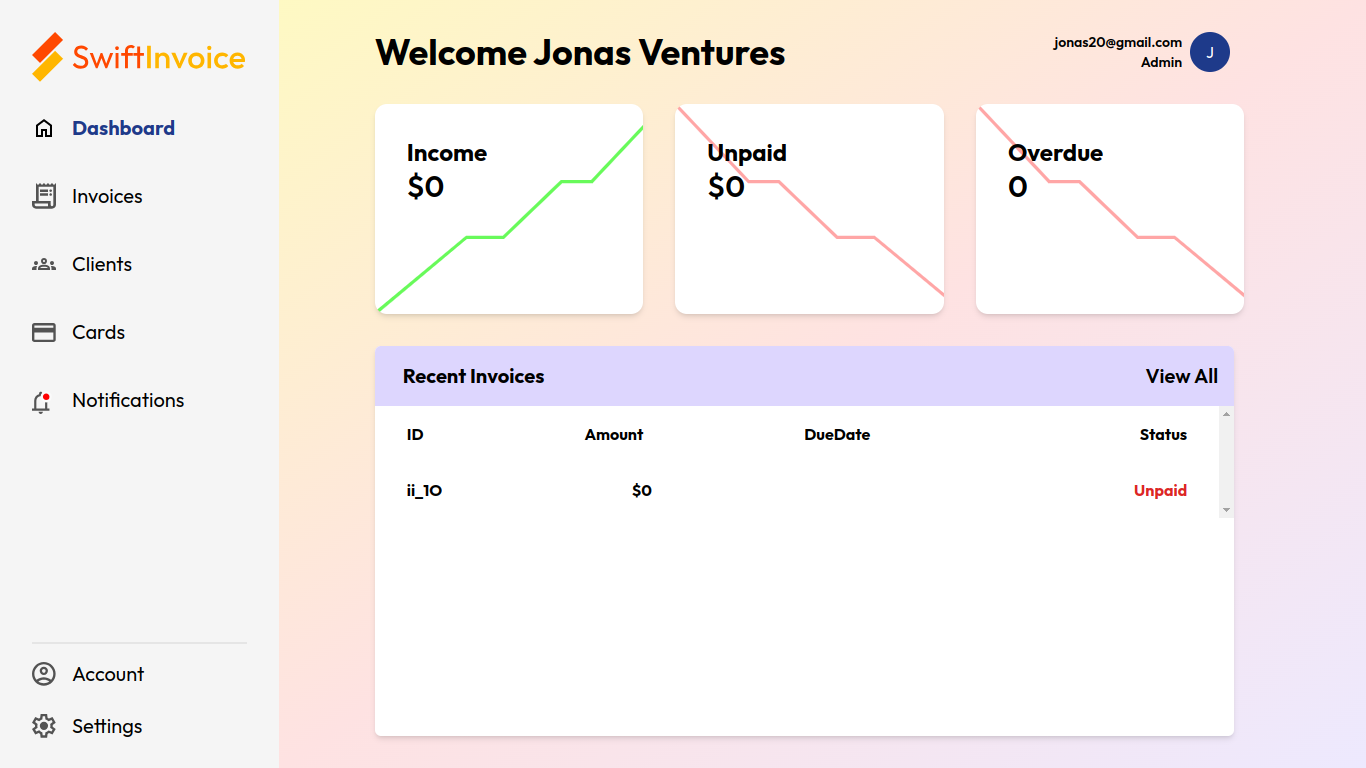 SwiftInvoice
Dashboard
Invoices
Clients
Cards
Notifications
Account
Settings
Welcome Jonas Ventures
jonas20@gmail.com
Admin
J
Income
$0
Unpaid
$0
Overdue
0
Recent Invoices
View All
ID Amount DueDate Status
ii_1O $0 Unpaid